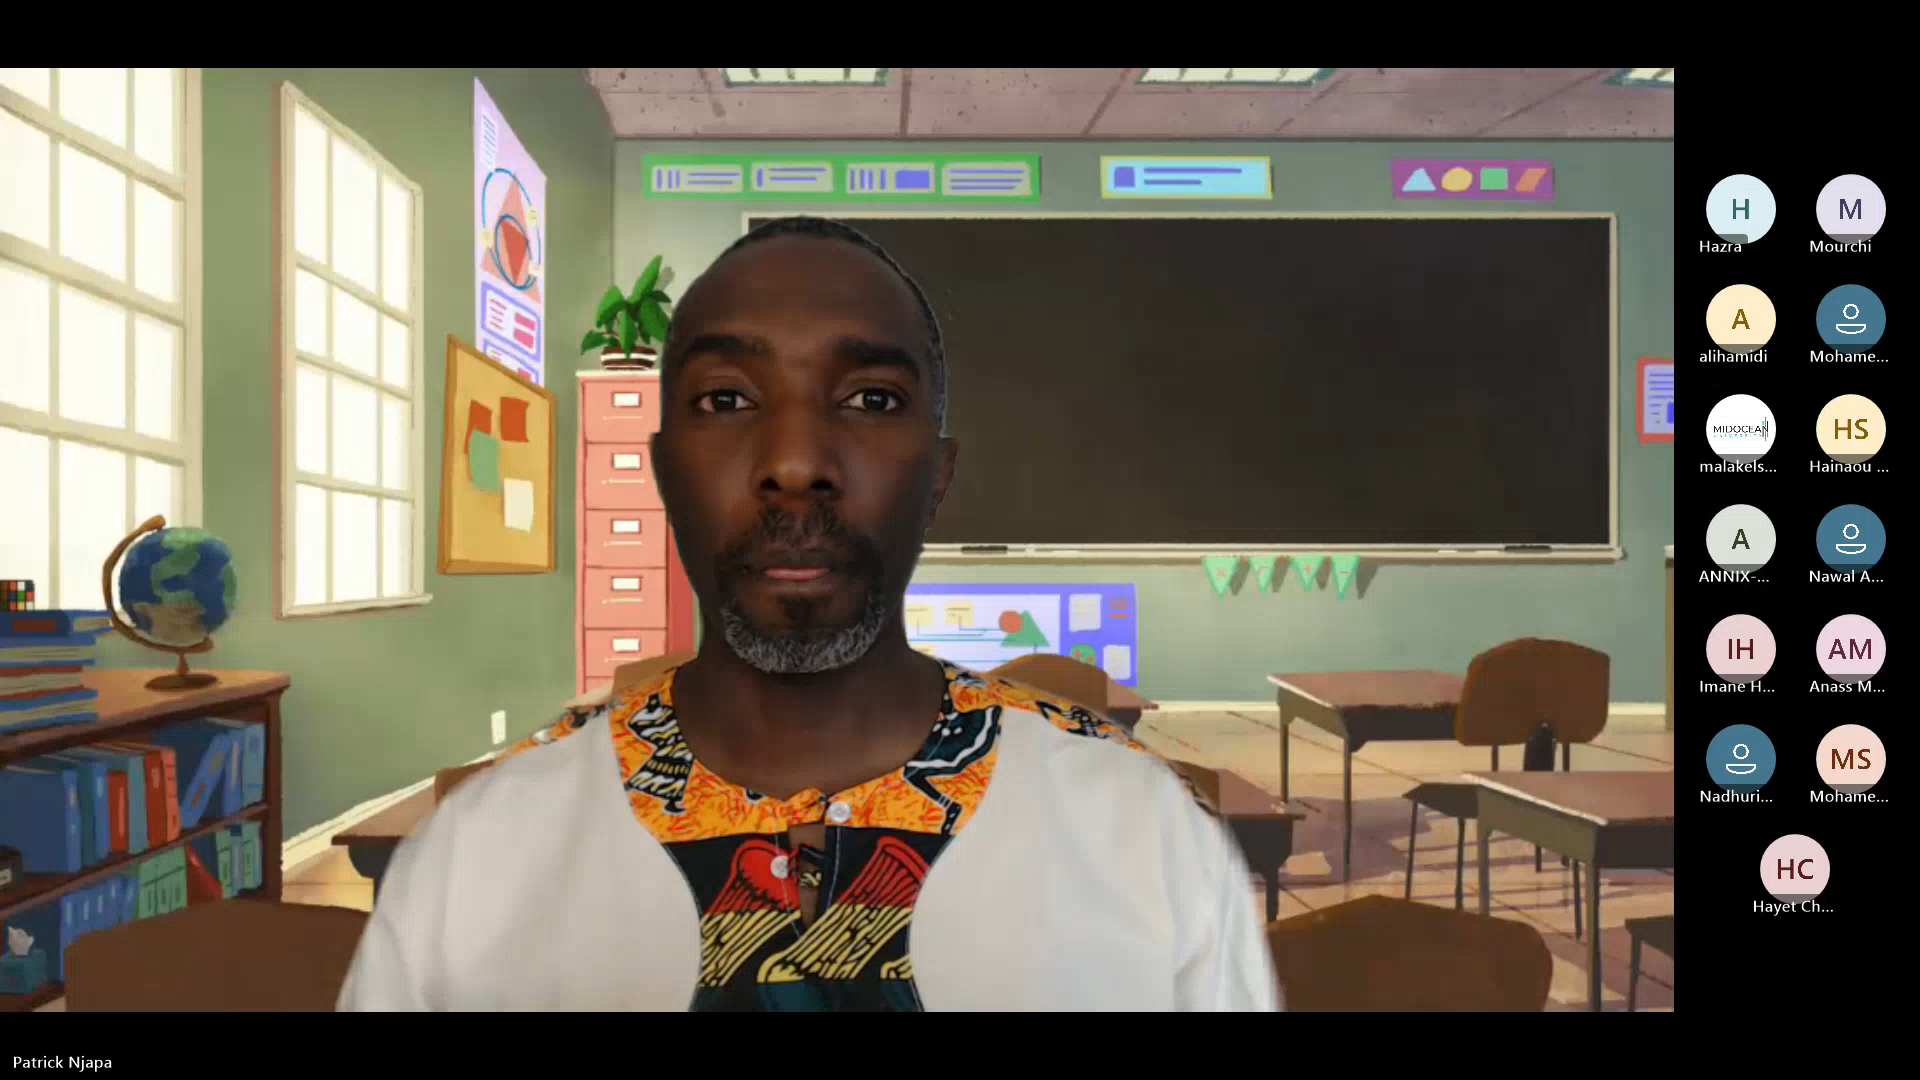 H
Hazra
M
Mourchi
A
alihamidi
Mohame...
MIDOCEAN
UNIVERSITY
malakels...
HS
Hainaou ...
A
ANNIX-...
Nawal A...
IH
Imane H...
AM
Anass M...
Nadhuri...
MS
Mohame...
HC
Hayet Ch...
Patrick Njapa